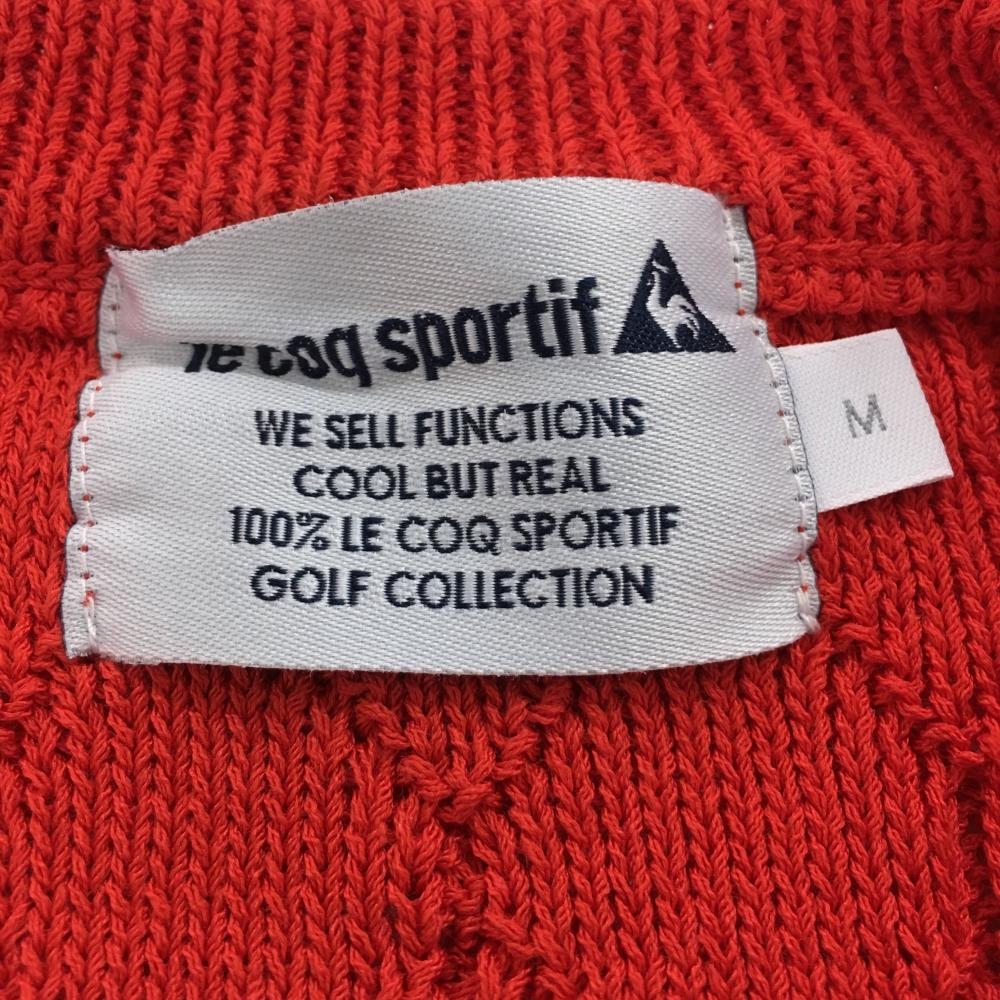 le coq sportif
WE SELL FUNCTIONS
COOL BUT REAL
100% LE COQ SPORTIF
GOLF COLLECTION
M